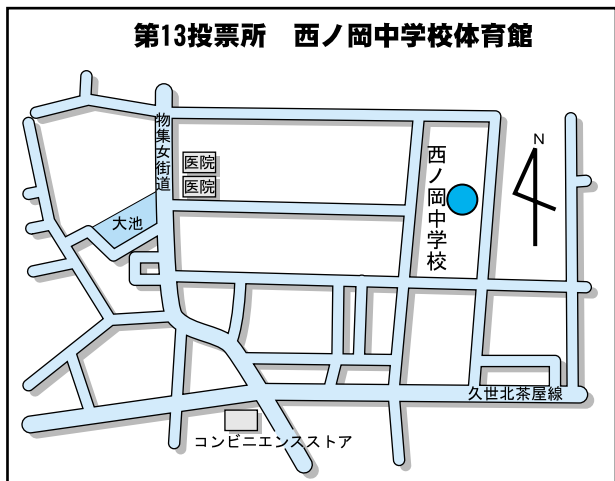 第13投票所　西ノ岡中学校体育館
物集女街道
医院
医院
大池
西ノ岡中学校
N
久世北茶屋線
コンビニエンスストア